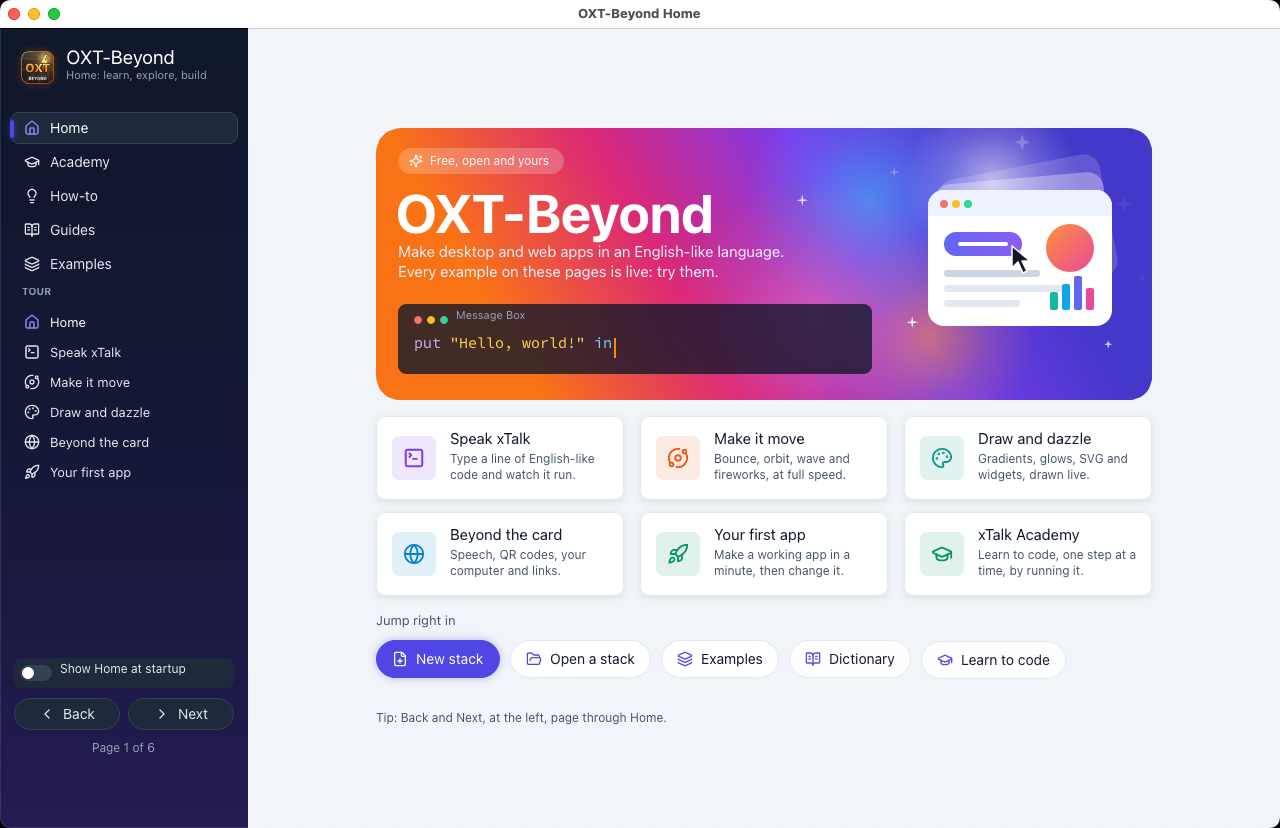 OXT-Beyond Home
OXT
BEYOND
OXT-Beyond
Home: learn, explore, build
Home
Academy
How-to
Guides
Examples
TOUR
Home
Speak xTalk
Make it move
Draw and dazzle
Beyond the card
Your first app
Show Home at startup
Back
Next
Page 1 of 6
Free, open and yours
OXT-Beyond
Make desktop and web apps in an English-like language.
Every example on these pages is live: try them.
Message Box
put "Hello, world!" in
Speak xTalk
Type a line of English-like
code and watch it run.
Make it move
Bounce, orbit, wave and
fireworks, at full speed.
Draw and dazzle
Gradients, glows, SVG and
widgets, drawn live.
Beyond the card
Speech, QR codes, your
computer and links.
Your first app
Make a working app in a
minute, then change it.
xTalk Academy
Learn to code, one step at a
time, by running it.
Jump right in
New stack
Open a stack
Examples
Dictionary
Learn to code
Tip: Back and Next, at the left, page through Home.